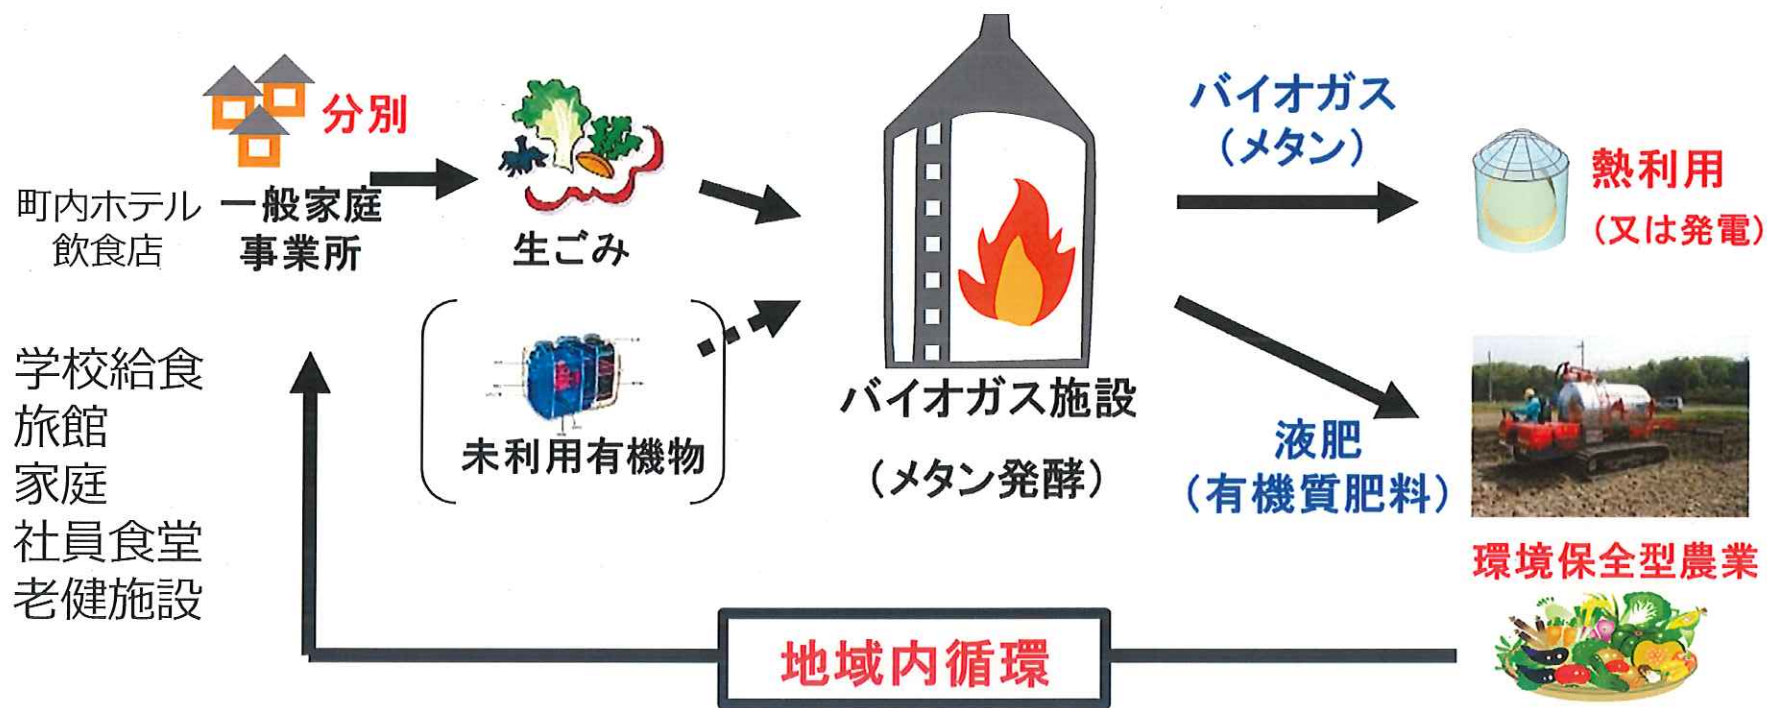 分別
町内ホテル
飲食店
一般家庭
事業所
生ごみ
未利用有機物
学校給食
旅館
家庭
社員食堂
老健施設
バイオガス施設
(メタン発酵)
バイオガス
(メタン)
熱利用
(又は発電)
液肥
(有機質肥料)
環境保全型農業
地域内循環